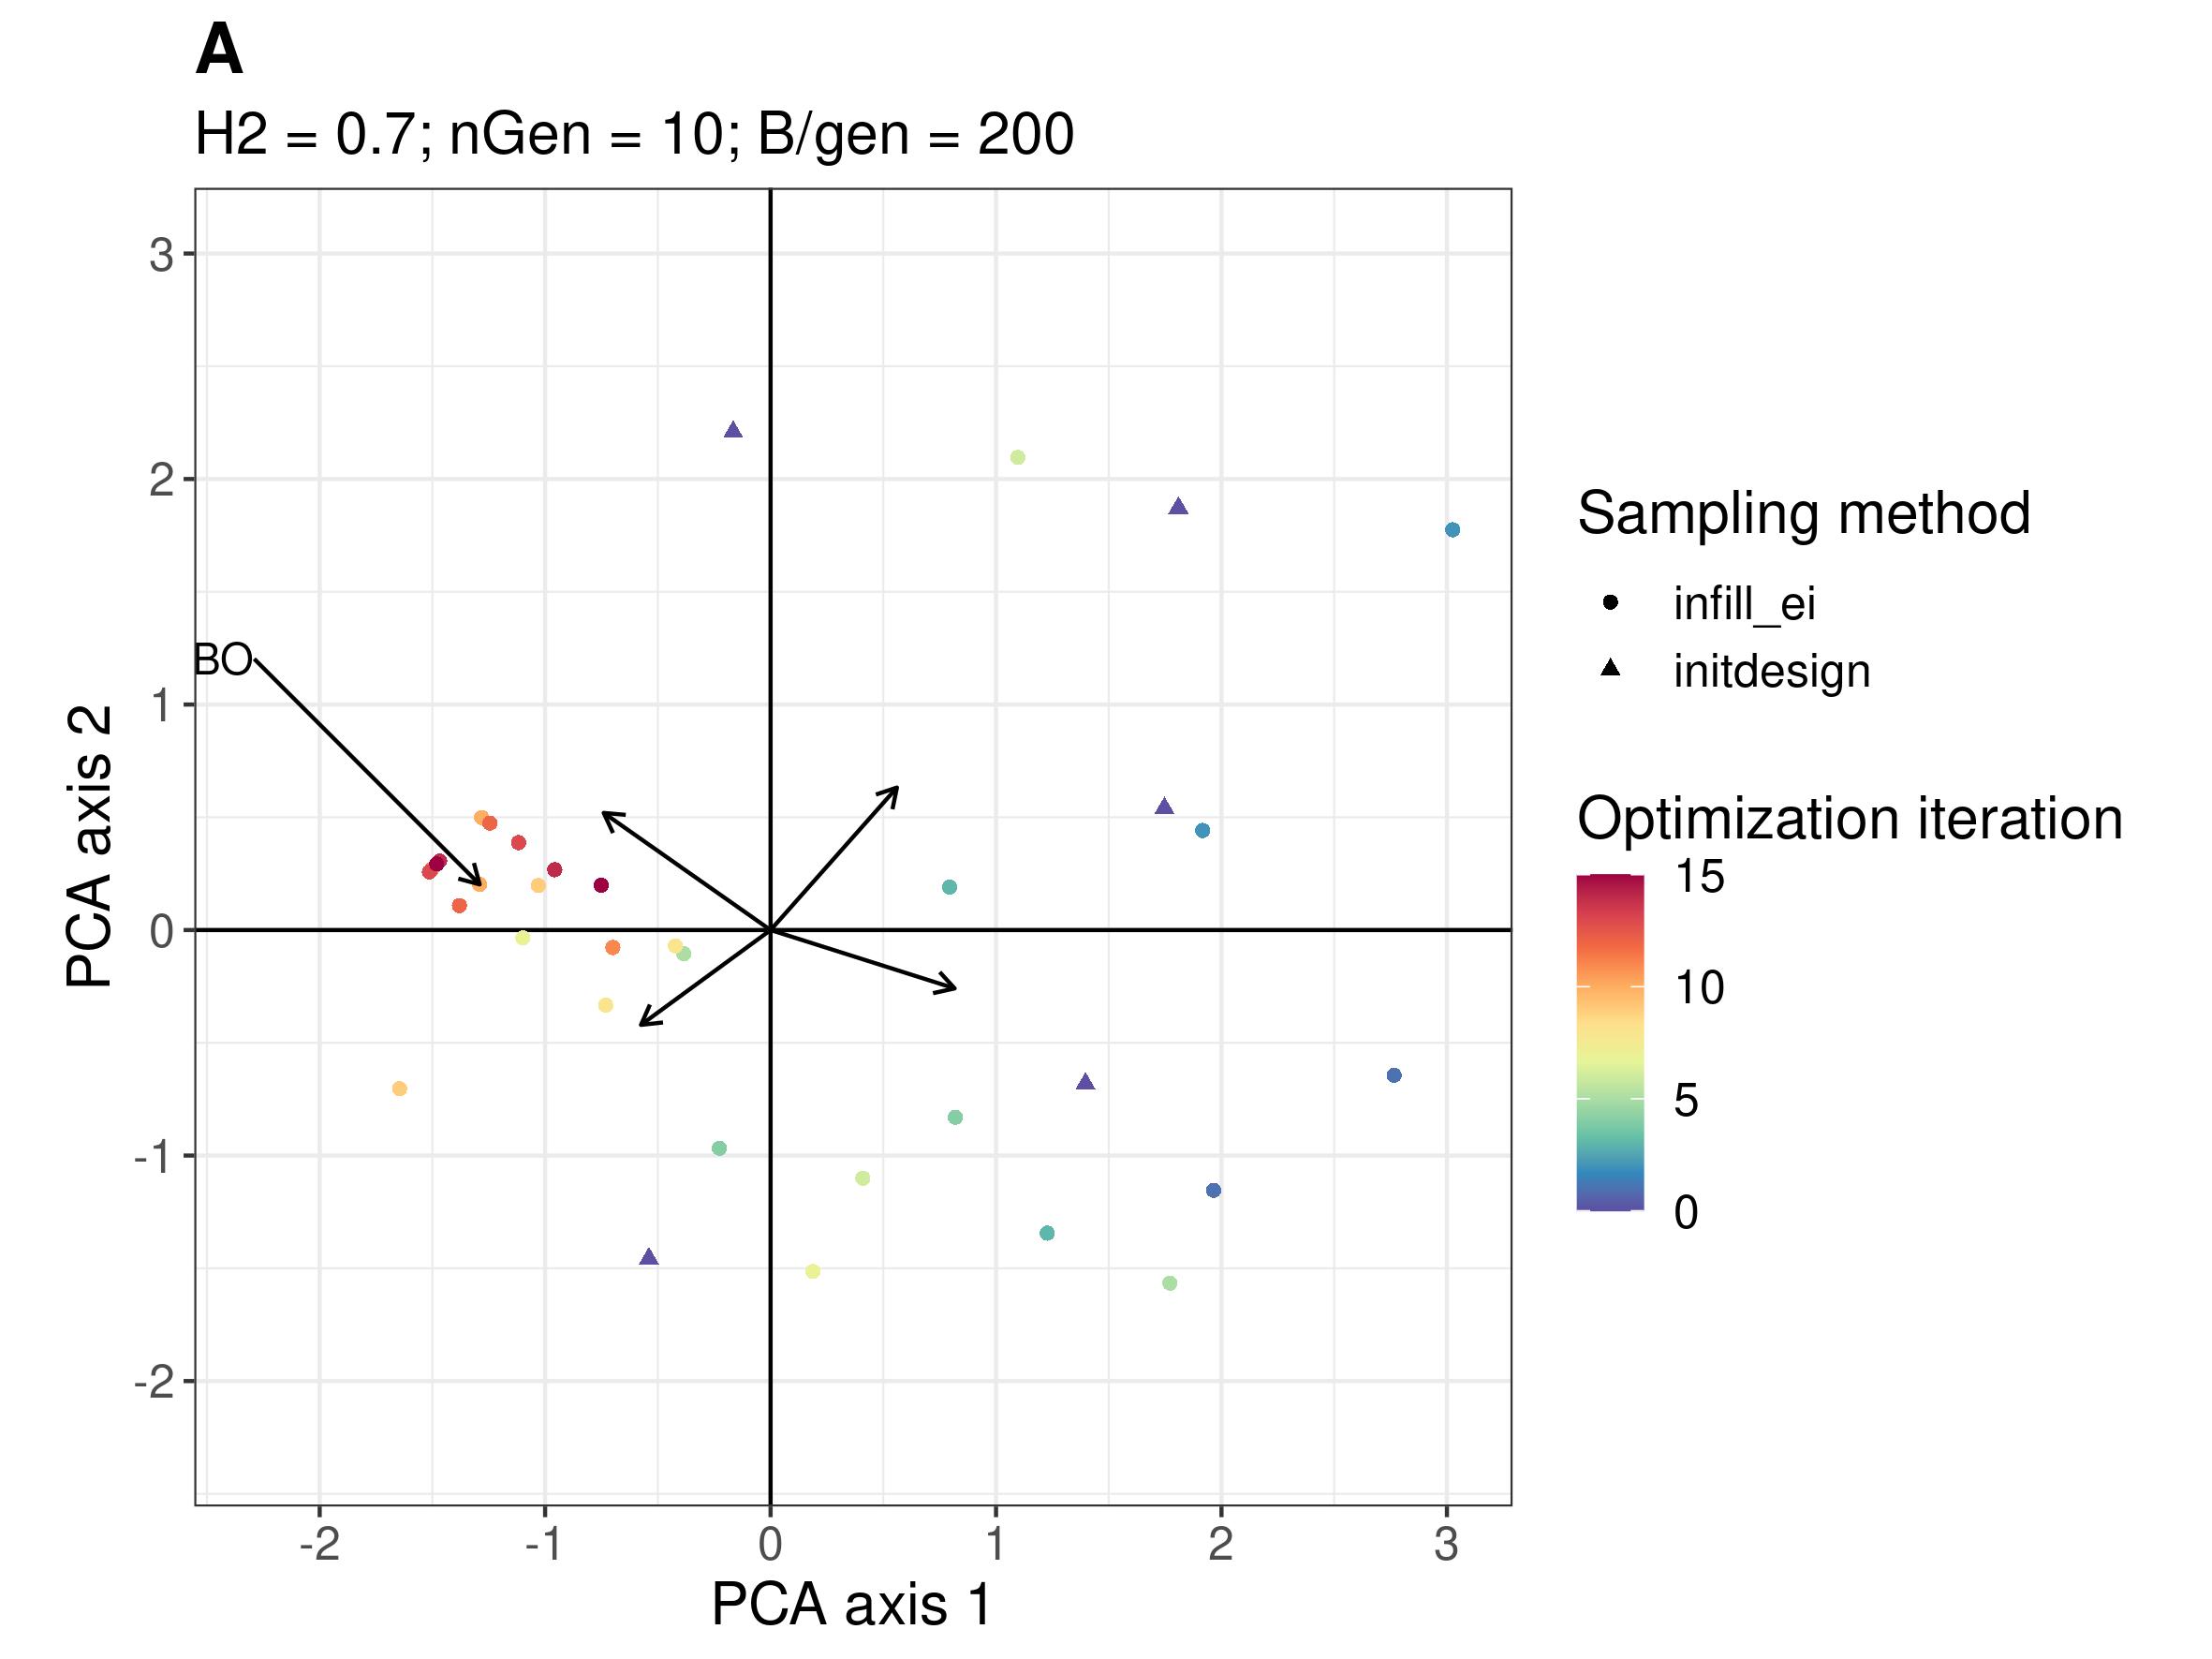 A
H2 = 0.7; nGen = 10; B/gen = 200
3
2
1
0
-1
-2
PCA axis 2
BO
-2 -1 0 1 2 3
PCA axis 1
Sampling method
infill_ei
initdesign
Optimization iteration
15
10
5
0